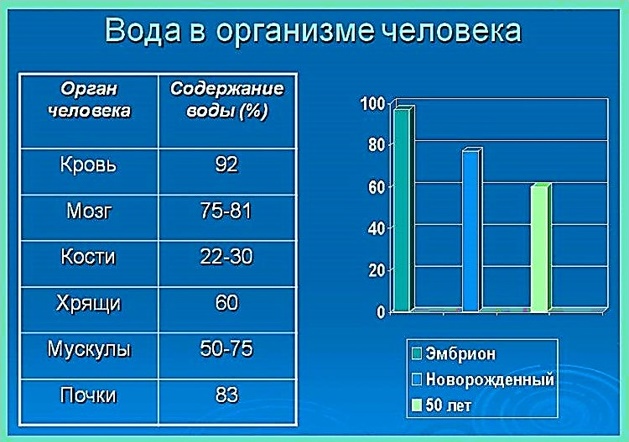 Вода в организме человека
Орган человека
Содержание воды (%)
Кровь 92
Мозг 75-81
Кости 22-30
Хрящи 60
Мускулы 50-75
Почки 83
100
80
60
40
20
0
Эмбрион
Новорожденный
50 лет